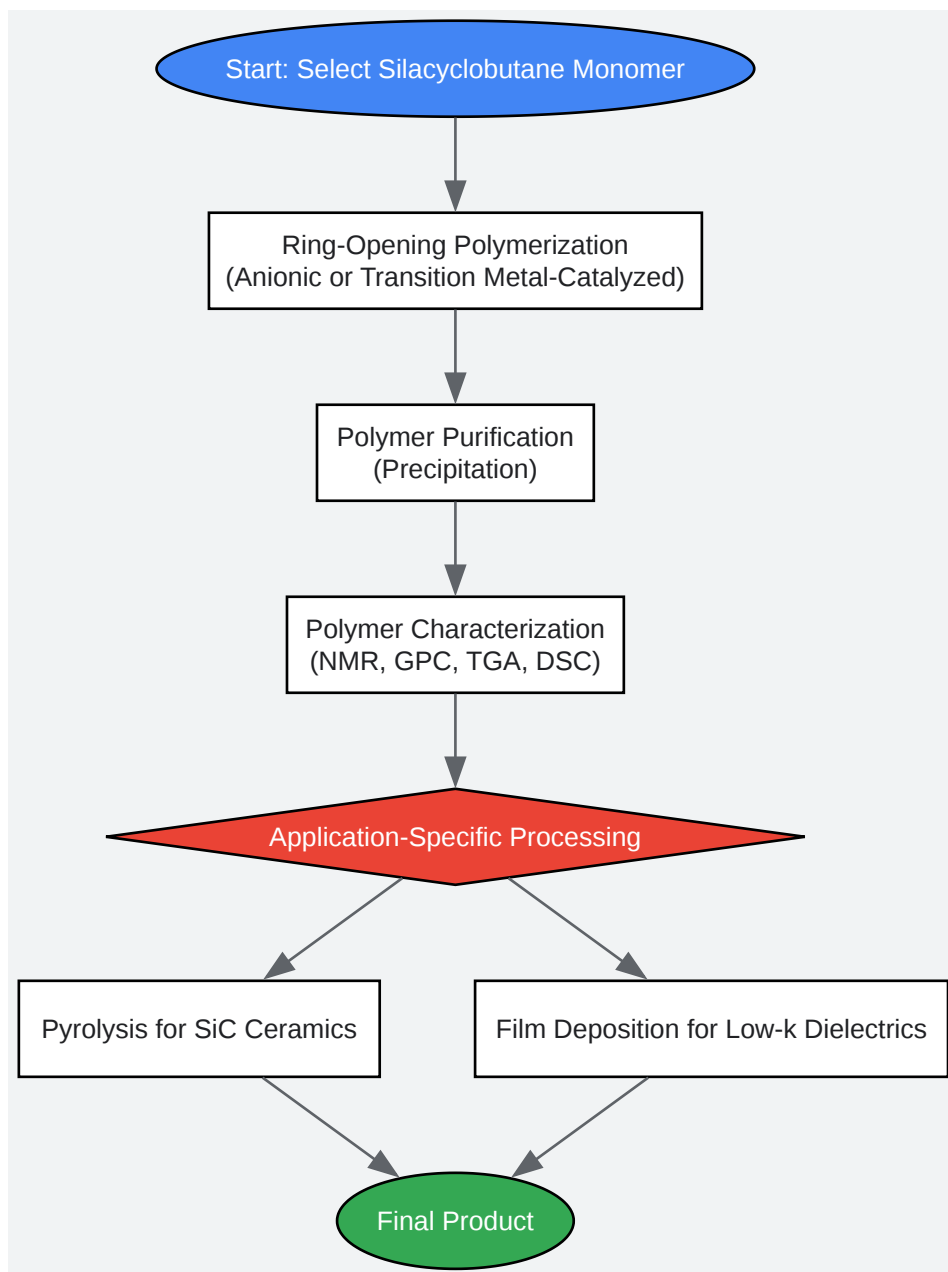 Start: Select Silacyclobutane Monomer
Ring-Opening Polymerization
(Anionic or Transition Metal-Catalyzed)
Polymer Purification
(Precipitation)
Polymer Characterization
(NMR, GPC, TGA, DSC)
Application-Specific Processing
Pyrolysis for SiC Ceramics
Film Deposition for Low-k Dielectrics
Final Product